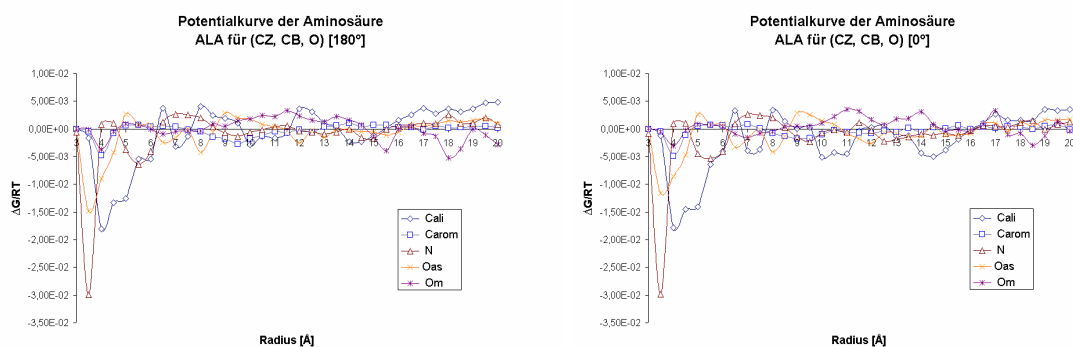 Potentialkurve der Aminosäure
ALA für (CZ, CB, O) [180º]
1,00E-02
5,00E-03
0,00E+00
-5,00E-03
-1,00E-02
-1,50E-02
-2,00E-02
-2,50E-02
-3,00E-02
-3,50E-02
3 4 5 6 7 8 9 10 11 12 13 14 15 16 17 18 19 20
ΔG/RT
Radius [Å]
Cali
Carom
N
Oas
Om
Potentialkurve der Aminosäure
ALA für (CZ, CB, O) [0º]
1,00E-02
5,00E-03
0,00E+00
-5,00E-03
-1,00E-02
-1,50E-02
-2,00E-02
-2,50E-02
-3,00E-02
-3,50E-02
3 4 5 6 7 8 9 10 11 12 13 14 15 16 17 18 19 20
ΔG/RT
Radius [Å]
Cali
Carom
N
Oas
Om